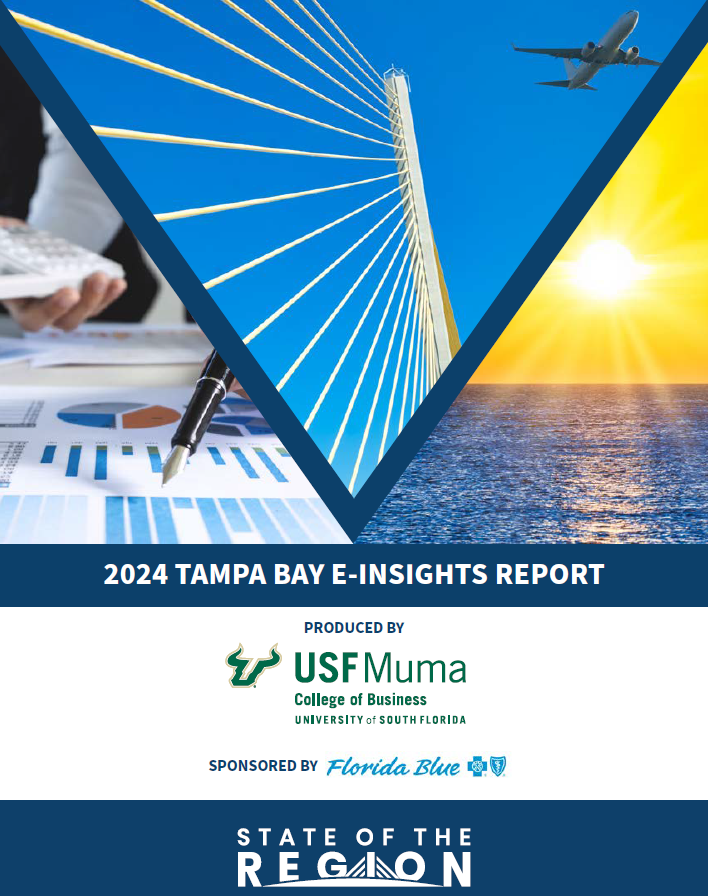 2024 TAMPA BAY E-INSIGHTS REPORT
PRODUCED BY
USF Muma
College of Business
UNIVERSITY of SOUTH FLORIDA
SPONSORED BY Florida Blue
STATE OF THE
REGION